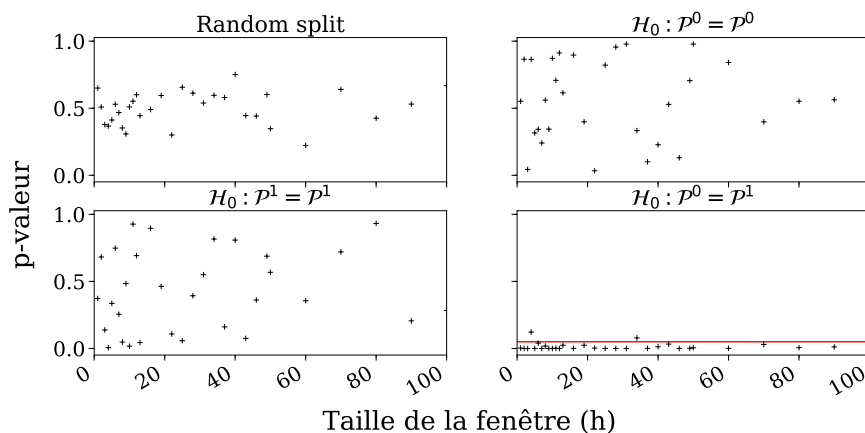 Random split
H₀ : P⁰ = P⁰
1.0
0.5
0.0
H₀ : P¹ = P¹
H₀ : P⁰ = P¹
1.0
0.5
0.0
p-valeur
0 20 40 60 80 100
0 20 40 60 80 100
Taille de la fenêtre (h)